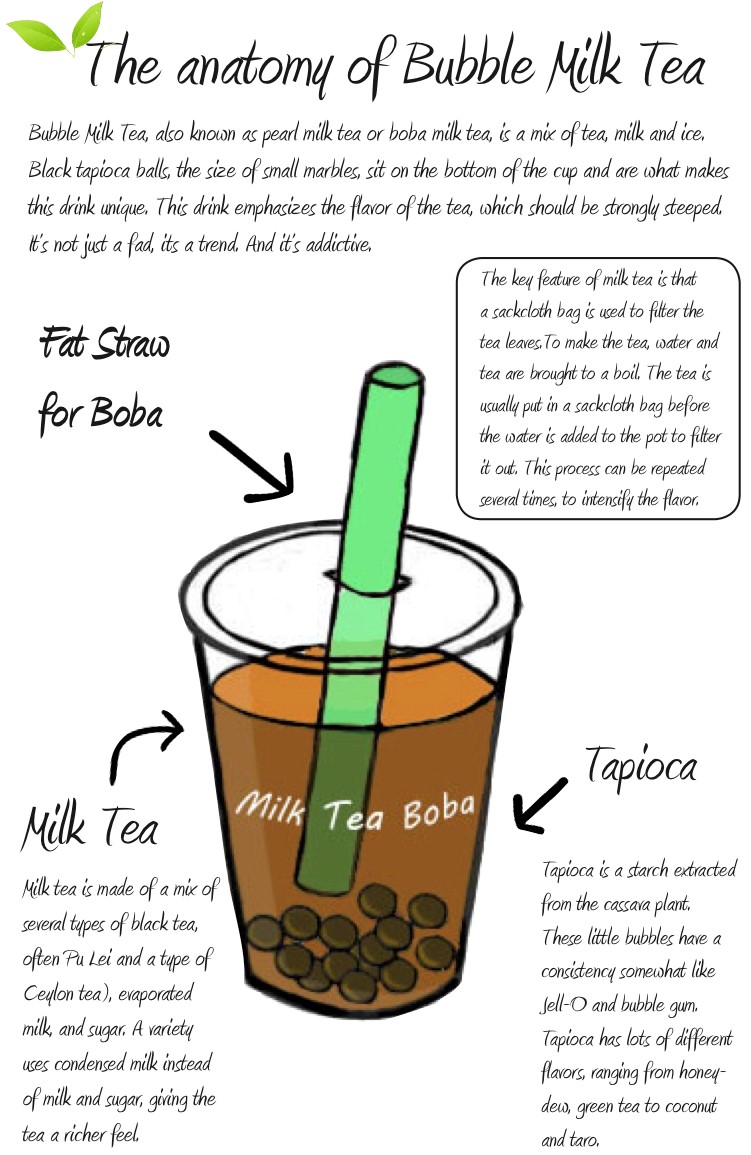 The anatomy of Bubble Milk Tea
Bubble Milk Tea, also known as pearl milk tea or boba milk tea, is a mix of tea, milk and ice.
Black tapioca balls, the size of small marbles, sit on the bottom of the cup and are what makes
this drink unique. This drink emphasizes the flavor of the tea, which should be strongly steeped.
It's not just a fad, its a trend. And it's addictive.
The key feature of milk tea is that
a sackcloth bag is used to filter the
tea leaves.To make the tea, water and
tea are brought to a boil. The tea is
usually put in a sackcloth bag before
the water is added to the pot to filter
it out. This process can be repeated
several times, to intensify the flavor.
Fat Straw
for Boba
Milk Tea Boba
Milk Tea
Milk tea is made of a mix of
several types of black tea,
often Pu Lei and a type of
Ceylon tea), evaporated
milk, and sugar. A variety
uses condensed milk instead
of milk and sugar, giving the
tea a richer feel.
Tapioca
Tapioca is a starch extracted
from the cassava plant.
These little bubbles have a
consistency somewhat like
Jell-O and bubble gum.
Tapioca has lots of different
flavors, ranging from honey-
dew, green tea to coconut
and taro.